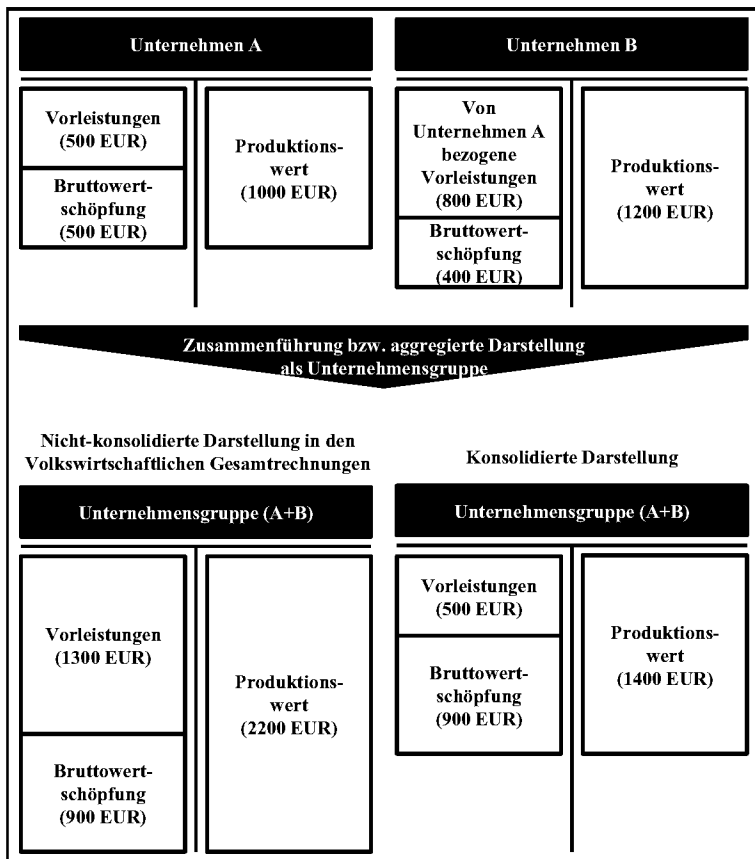 Unternehmen A
Vorleistungen
(500 EUR)
Bruttowert-
schöpfung
(500 EUR)
Produktions-
wert
(1000 EUR)
Unternehmen B
Von
Unternehmen A
bezogene
Vorleistungen
(800 EUR)
Bruttowert-
schöpfung
(400 EUR)
Produktions-
wert
(1200 EUR)
Zusammenführung bzw. aggregierte Darstellung
als Unternehmensgruppe
Nicht-konsolidierte Darstellung in den
Volkswirtschaftlichen Gesamtrechnungen
Unternehmensgruppe (A+B)
Vorleistungen
(1300 EUR)
Bruttowert-
schöpfung
(900 EUR)
Produktions-
wert
(2200 EUR)
Konsolidierte Darstellung
Unternehmensgruppe (A+B)
Vorleistungen
(500 EUR)
Bruttowert-
schöpfung
(900 EUR)
Produktions-
wert
(1400 EUR)